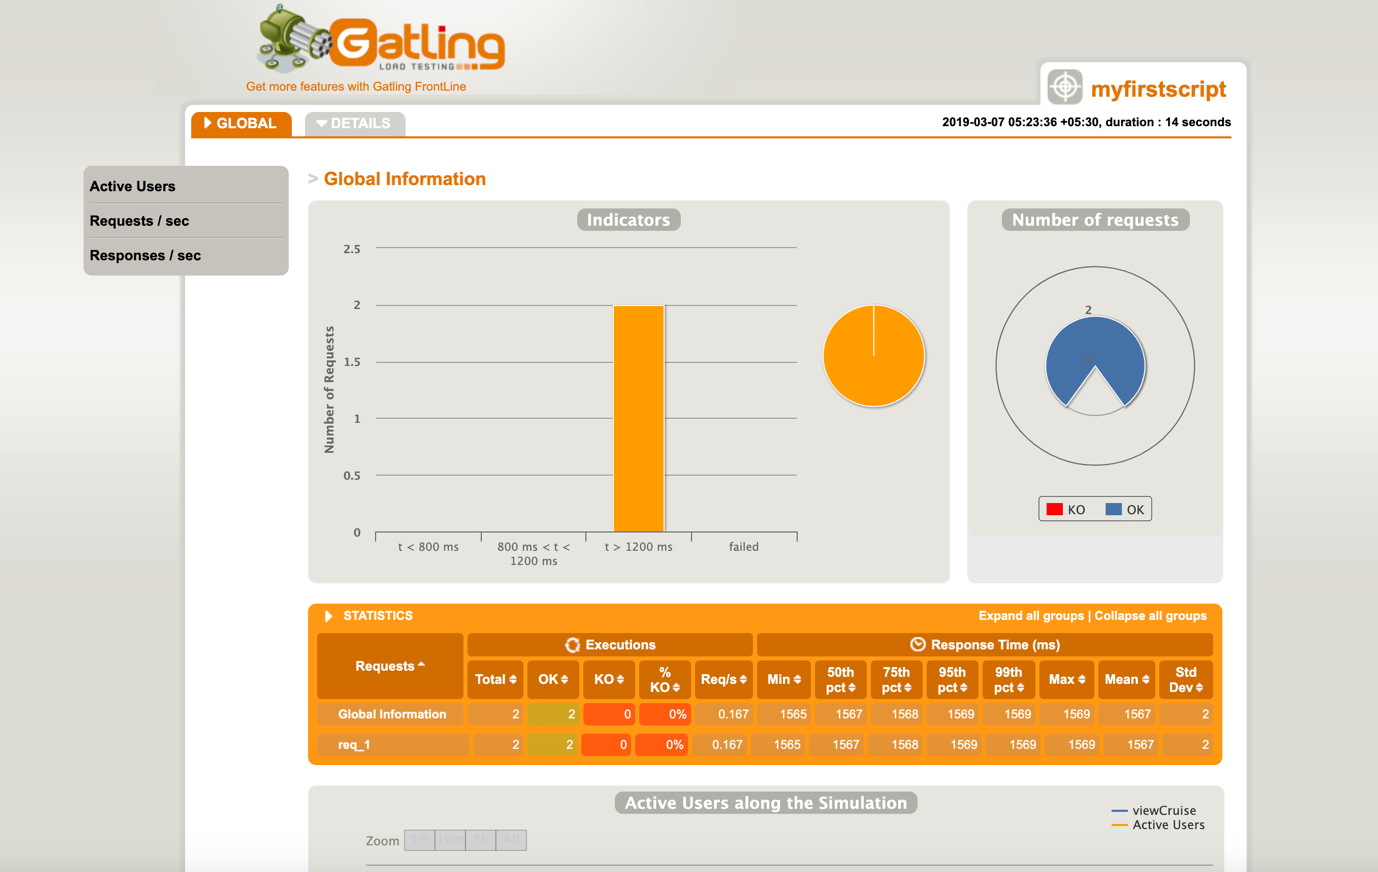 Gatling
LOAD TESTING
Get more features with Gatling FrontLine
myfirstscript
GLOBAL
DETAILS
2019-03-07 05:23:36 +05:30, duration : 14 seconds
Active Users
Requests / sec
Responses / sec
> Global Information
Indicators
Number of Requests
2.5
2
1.5
1
0.5
0
t < 800 ms
800 ms < t <
1200 ms
t > 1200 ms
failed
Number of requests
2
KO
OK
STATISTICS
Expand all groups | Collapse all groups
Requests
Executions
Response Time (ms)
Total OK KO % KO Req/s Min 50th pct 75th pct 95th pct 99th pct Max Mean Std Dev
Global Information 2 2 0 0% 0.167 1565 1567 1568 1569 1569 1569 1567 2
req_1 2 2 0 0% 0.167 1565 1567 1568 1569 1569 1569 1567 2
Active Users along the Simulation
viewCruise
Active Users
Zoom 1m 10m 1h All